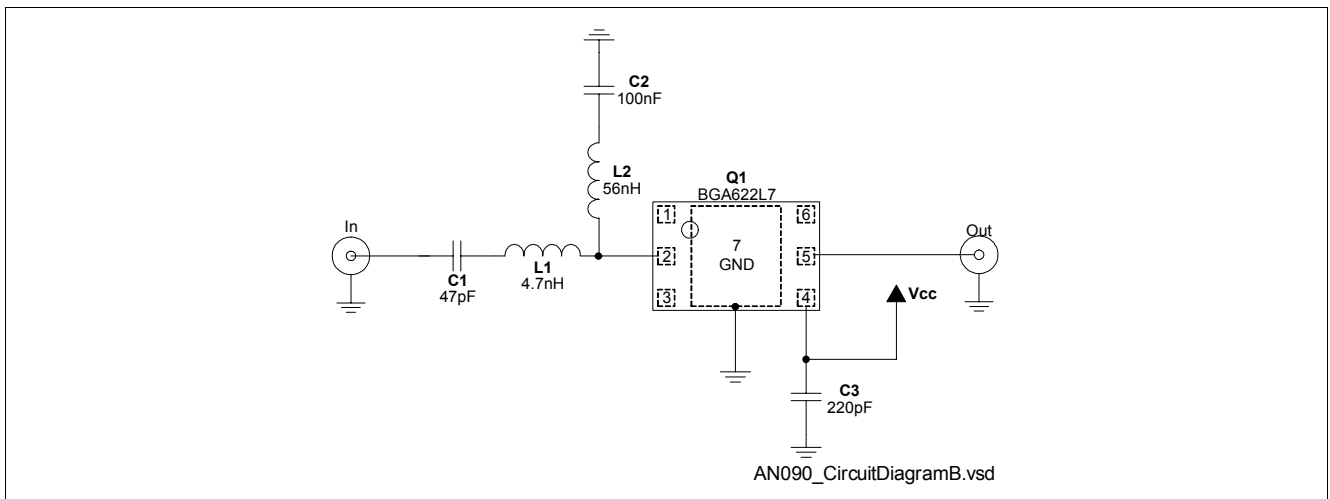 C2
100nF
L2
56nH
Q1
BGA622L7
In
1
6
Out
7
GND
2
5
C1
47pF
L1
4.7nH
3
4
Vcc
C3
220pF
AN090_CircuitDiagramB.vsd